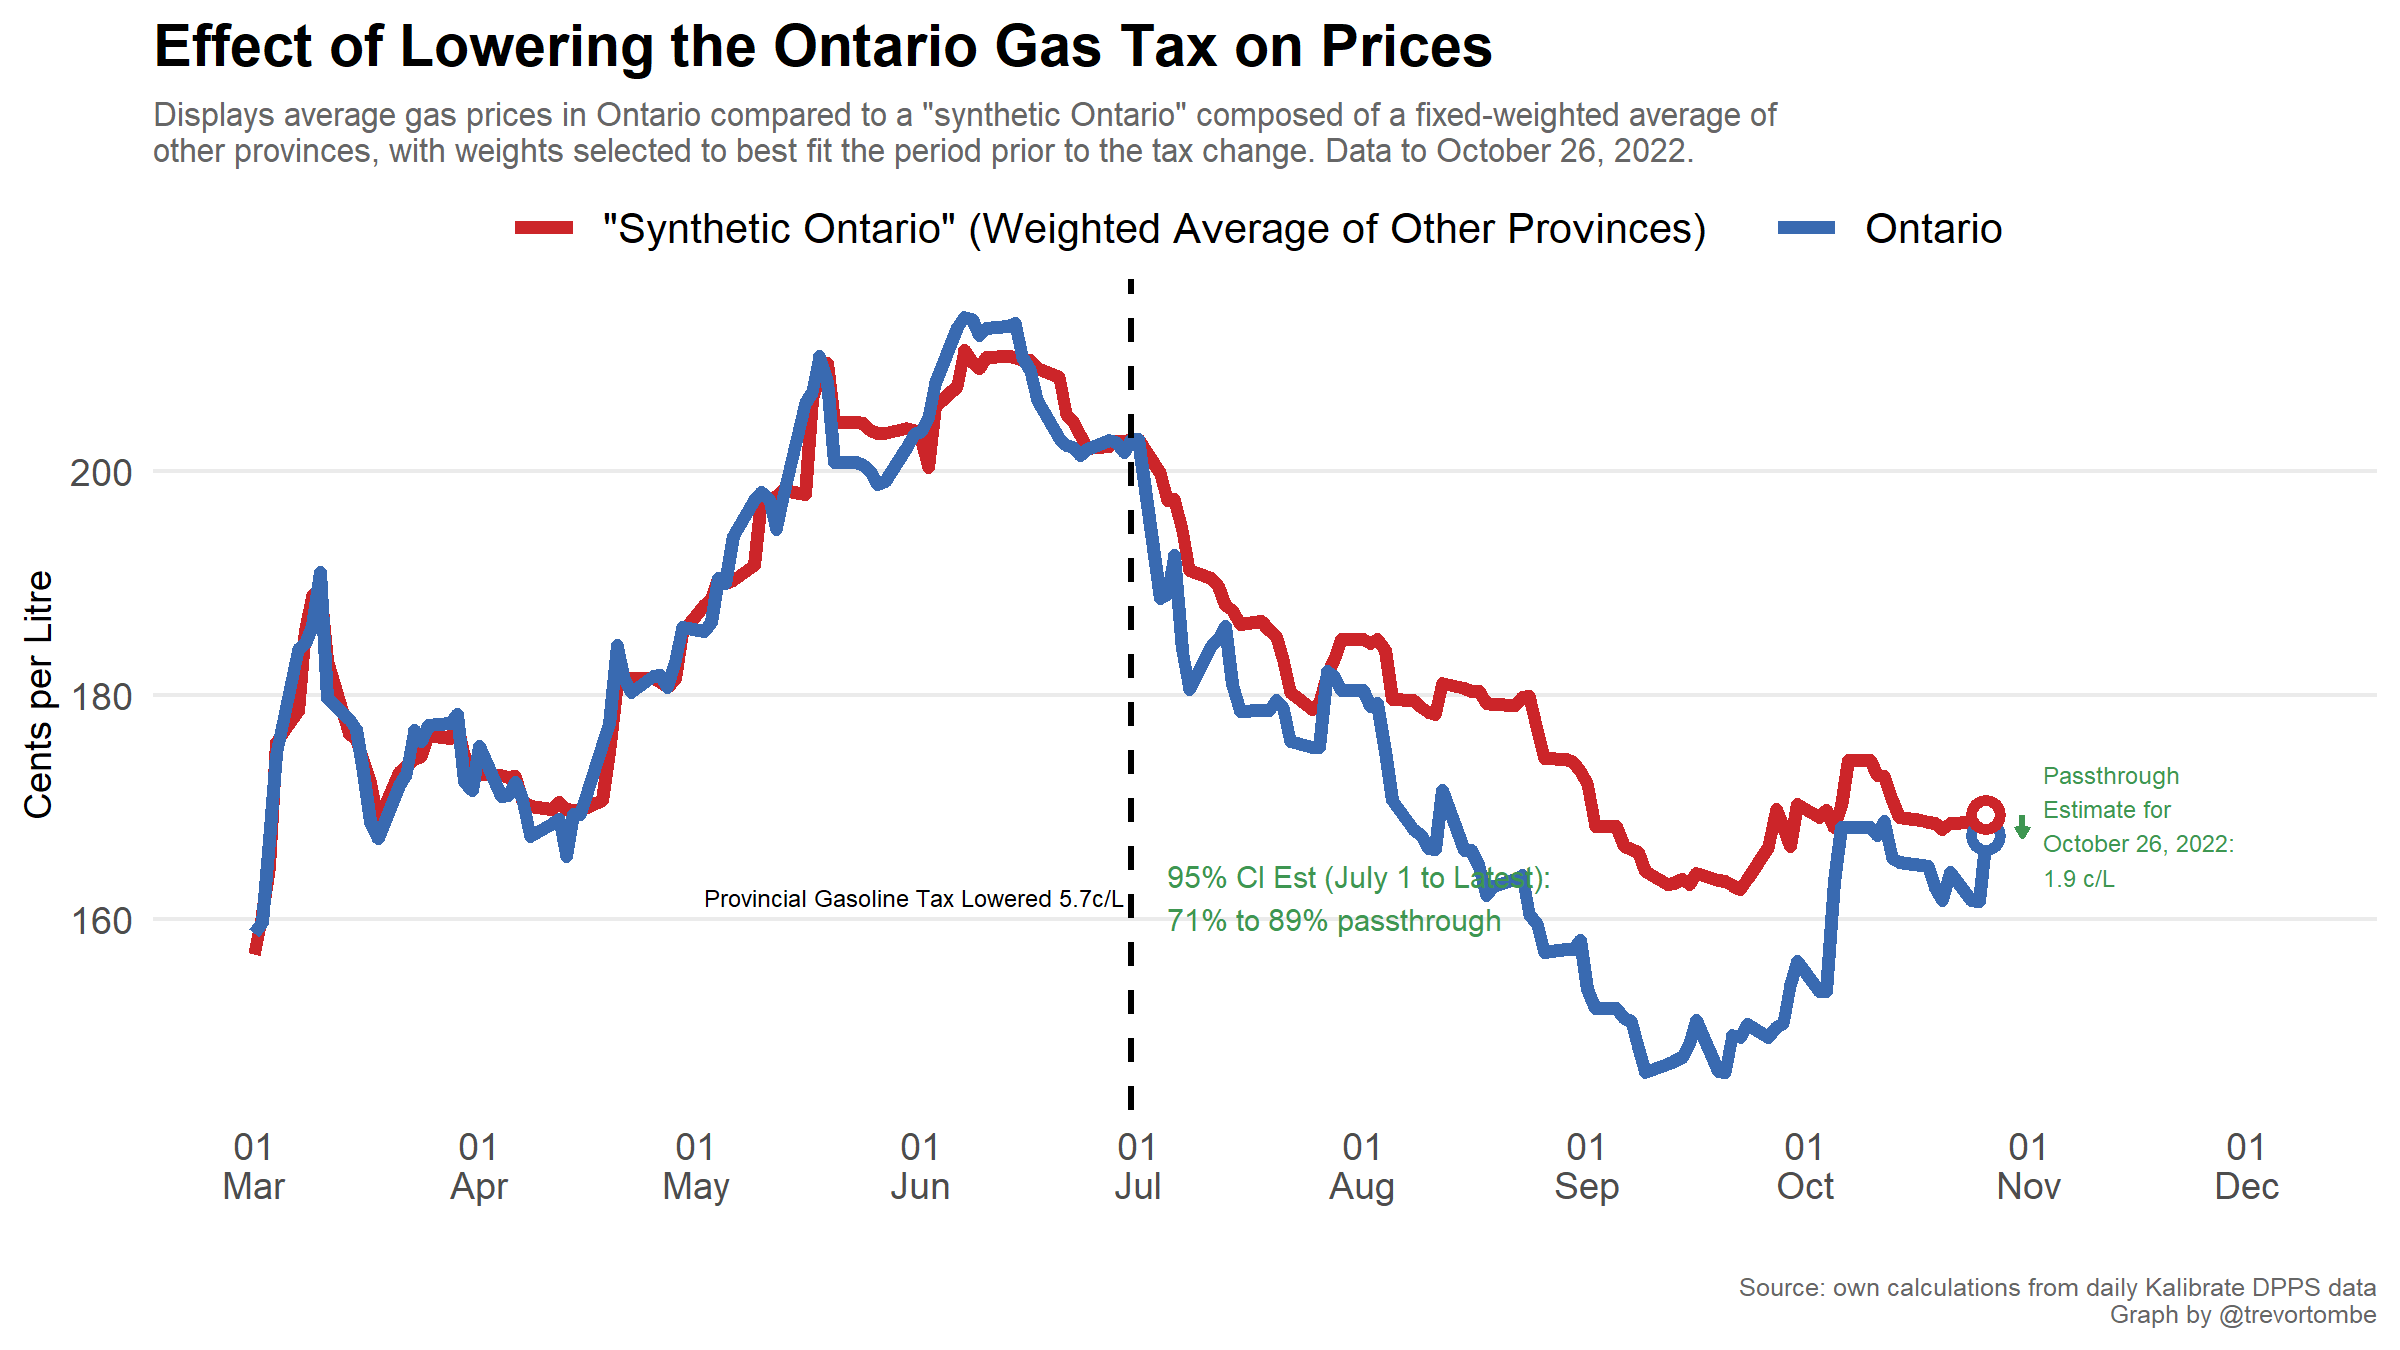 Effect of Lowering the Ontario Gas Tax on Prices
Displays average gas prices in Ontario compared to a "synthetic Ontario" composed of a fixed-weighted average of
other provinces, with weights selected to best fit the period prior to the tax change. Data to October 26, 2022.
"Synthetic Ontario" (Weighted Average of Other Provinces) Ontario
Cents per Litre
200
180
160
Provincial Gasoline Tax Lowered 5.7c/L
95% CI Est (July 1 to Latest):
71% to 89% passthrough
Passthrough
Estimate for
October 26, 2022:
1.9 c/L
01 01 01 01 01 01 01 01 01 01
Mar Apr May Jun Jul Aug Sep Oct Nov Dec
Source: own calculations from daily Kalibrate DPPS data
Graph by @trevortombe